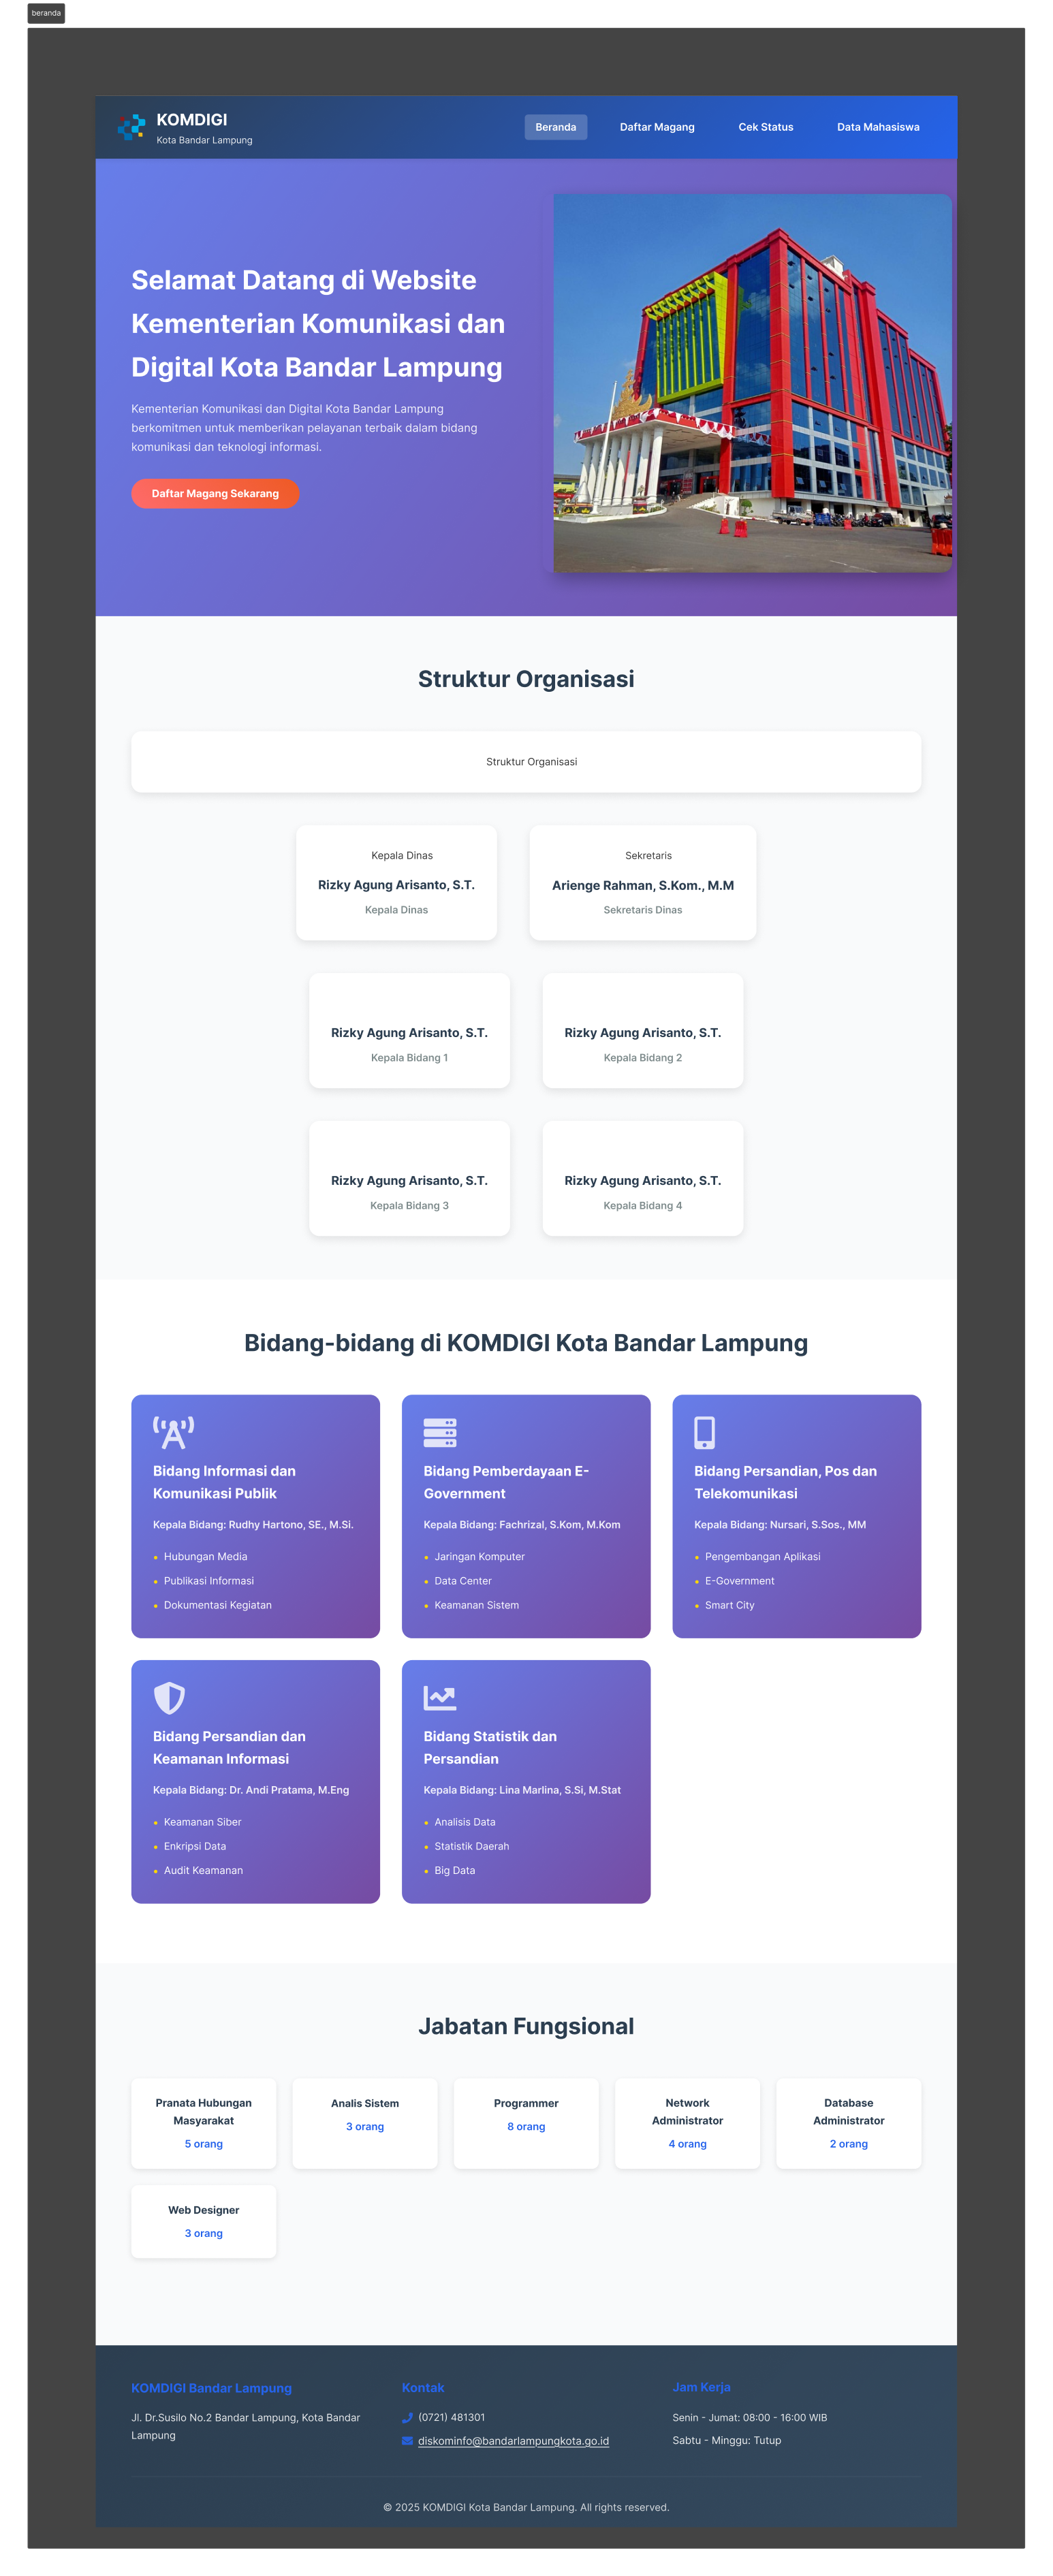 beranda
KOMDIGI
Kota Bandar Lampung
Beranda
Daftar Magang
Cek Status
Data Mahasiswa
Selamat Datang di Website
Kementerian Komunikasi dan
Digital Kota Bandar Lampung
Kementerian Komunikasi dan Digital Kota Bandar Lampung
berkomitmen untuk memberikan pelayanan terbaik dalam bidang
komunikasi dan teknologi informasi.
Daftar Magang Sekarang
Struktur Organisasi
Struktur Organisasi
Kepala Dinas
Rizky Agung Arisanto, S.T.
Kepala Dinas
Sekretaris
Arienge Rahman, S.Kom., M.M
Sekretaris Dinas
Rizky Agung Arisanto, S.T.
Kepala Bidang 1
Rizky Agung Arisanto, S.T.
Kepala Bidang 2
Rizky Agung Arisanto, S.T.
Kepala Bidang 3
Rizky Agung Arisanto, S.T.
Kepala Bidang 4
Bidang-bidang di KOMDIGI Kota Bandar Lampung
Bidang Informasi dan
Komunikasi Publik
Kepala Bidang: Rudhy Hartono, SE., M.Si.
• Hubungan Media
• Publikasi Informasi
• Dokumentasi Kegiatan
Bidang Pemberdayaan E-
Government
Kepala Bidang: Fachrizal, S.Kom, M.Kom
• Jaringan Komputer
• Data Center
• Keamanan Sistem
Bidang Persandian, Pos dan
Telekomunikasi
Kepala Bidang: Nursari, S.Sos., MM
• Pengembangan Aplikasi
• E-Government
• Smart City
Bidang Persandian dan
Keamanan Informasi
Kepala Bidang: Dr. Andi Pratama, M.Eng
• Keamanan Siber
• Enkripsi Data
• Audit Keamanan
Bidang Statistik dan
Persandian
Kepala Bidang: Lina Marlina, S.Si, M.Stat
• Analisis Data
• Statistik Daerah
• Big Data
Jabatan Fungsional
Pranata Hubungan
Masyarakat
5 orang
Analis Sistem
3 orang
Programmer
8 orang
Network
Administrator
4 orang
Database
Administrator
2 orang
Web Designer
3 orang
KOMDIGI Bandar Lampung
Jl. Dr.Susilo No.2 Bandar Lampung, Kota Bandar
Lampung
Kontak
(0721) 481301
diskominfo@bandarlampungkota.go.id
Jam Kerja
Senin - Jumat: 08:00 - 16:00 WIB
Sabtu - Minggu: Tutup
© 2025 KOMDIGI Kota Bandar Lampung. All rights reserved.